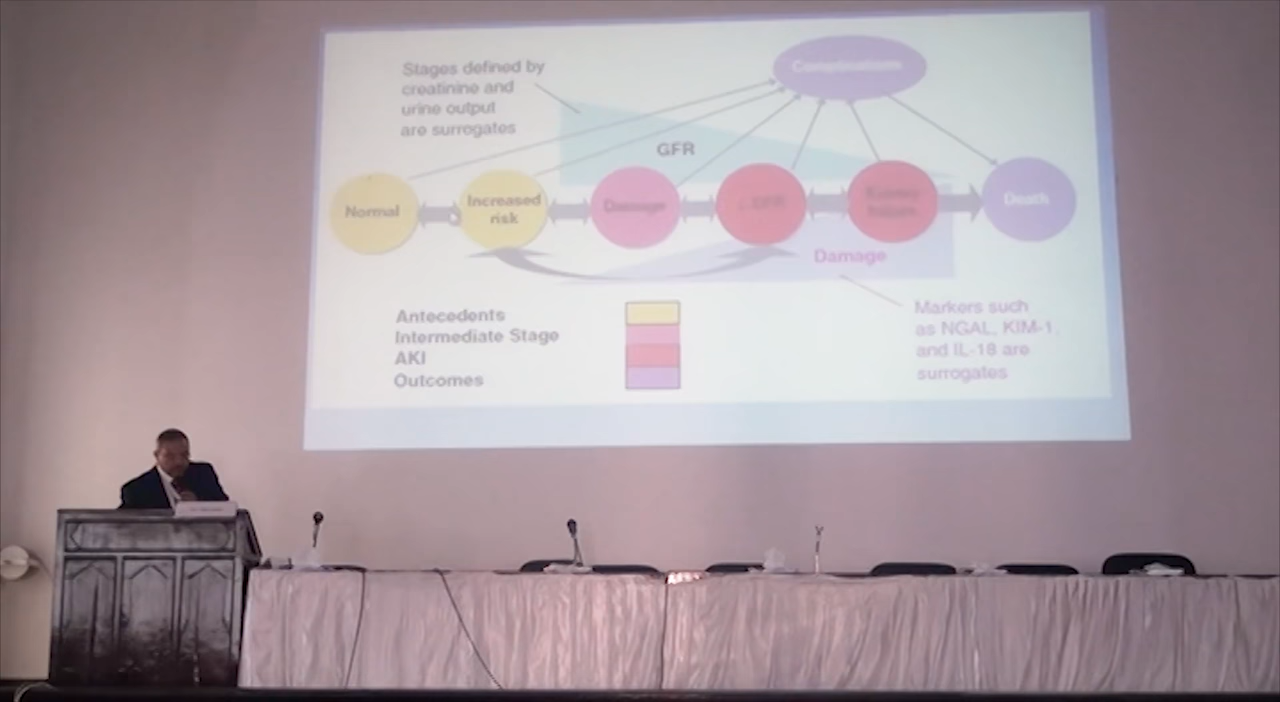 Stages defined by
creatinine and
urine output
are surrogates
Complications
GFR
Normal
Increased
risk
Damage
Death
Damage
Antecedents
Intermediate Stage
AKI
Outcomes
Markers such
as NGAL, KIM-1,
and IL-18 are
surrogates